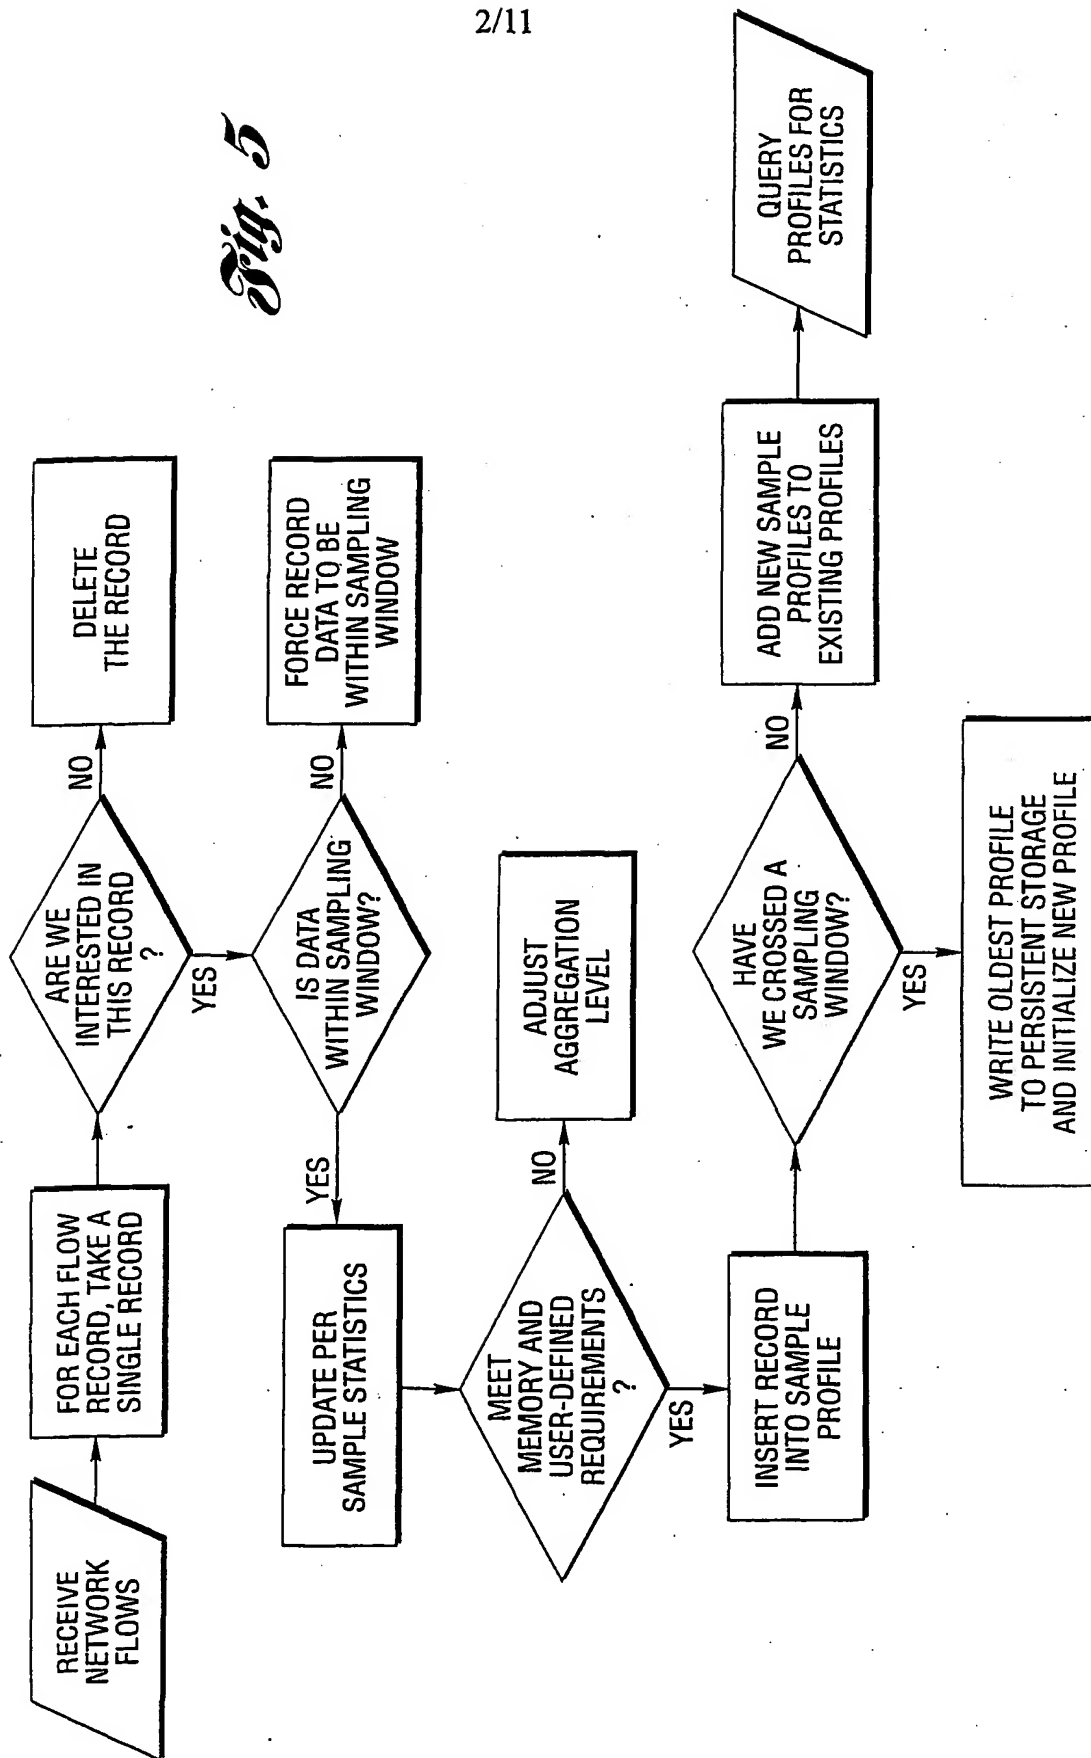 2/11
Fig. 5
RECEIVE
NETWORK
FLOWS
FOR EACH FLOW
RECORD, TAKE A
SINGLE RECORD
ARE WE
INTERESTED IN
THIS RECORD
?
NO
DELETE
THE RECORD
YES
IS DATA
WITHIN SAMPLING
WINDOW?
NO
FORCE RECORD
DATA TO BE
WITHIN SAMPLING
WINDOW
YES
UPDATE PER
SAMPLE STATISTICS
MEET
MEMORY AND
USER-DEFINED
REQUIREMENTS
?
NO
ADJUST
AGGREGATION
LEVEL
YES
INSERT RECORD
INTO SAMPLE
PROFILE
HAVE
WE CROSSED A
SAMPLING
WINDOW?
NO
ADD NEW SAMPLE
PROFILES TO
EXISTING PROFILES
QUERY
PROFILES FOR
STATISTICS
YES
WRITE OLDEST PROFILE
TO PERSISTENT STORAGE
AND INITIALIZE NEW PROFILE